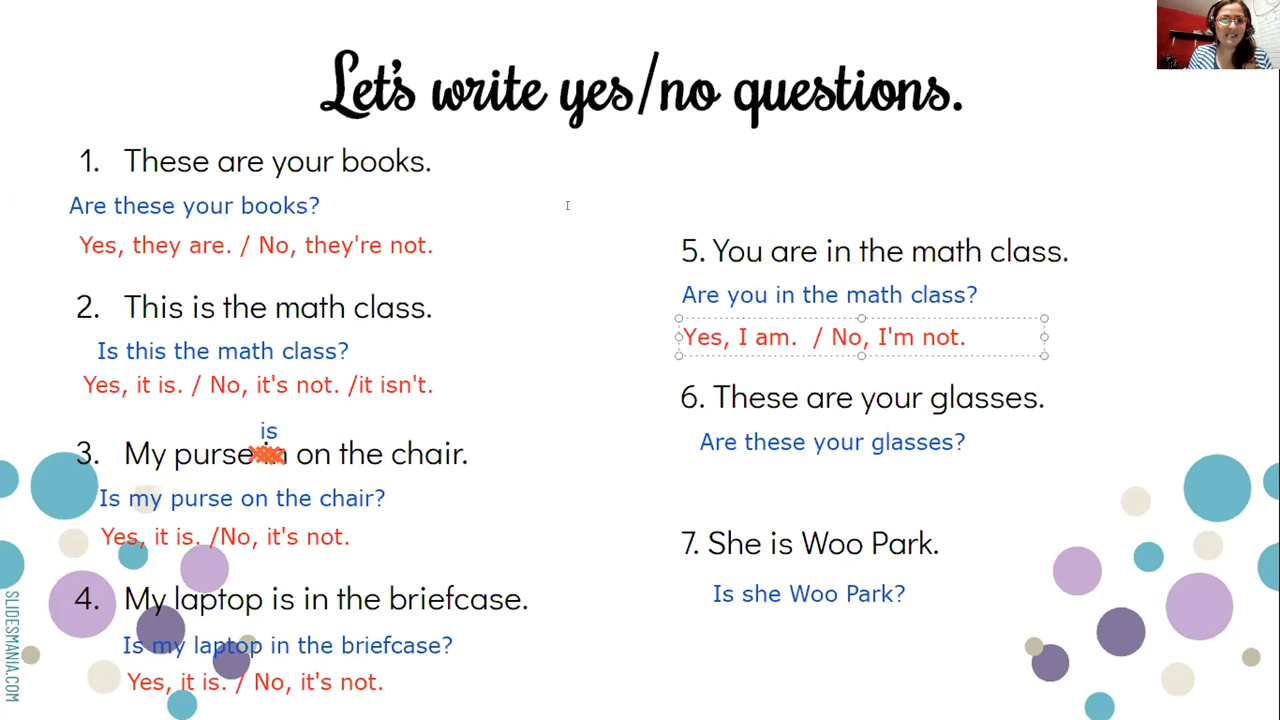 Let's write yes/no questions.
1. These are your books.
Are these your books?
Yes, they are. / No, they're not.
2. This is the math class.
Is this the math class?
Yes, it is. / No, it's not. /it isn't.
is
3. My purse in on the chair.
Is my purse on the chair?
Yes, it is. /No, it's not.
4. My laptop is in the briefcase.
Is my laptop in the briefcase?
Yes, it is. / No, it's not.
5. You are in the math class.
Are you in the math class?
Yes, I am. / No, I'm not.
6. These are your glasses.
Are these your glasses?
7. She is Woo Park.
Is she Woo Park?
SLIDESMANIA.COM